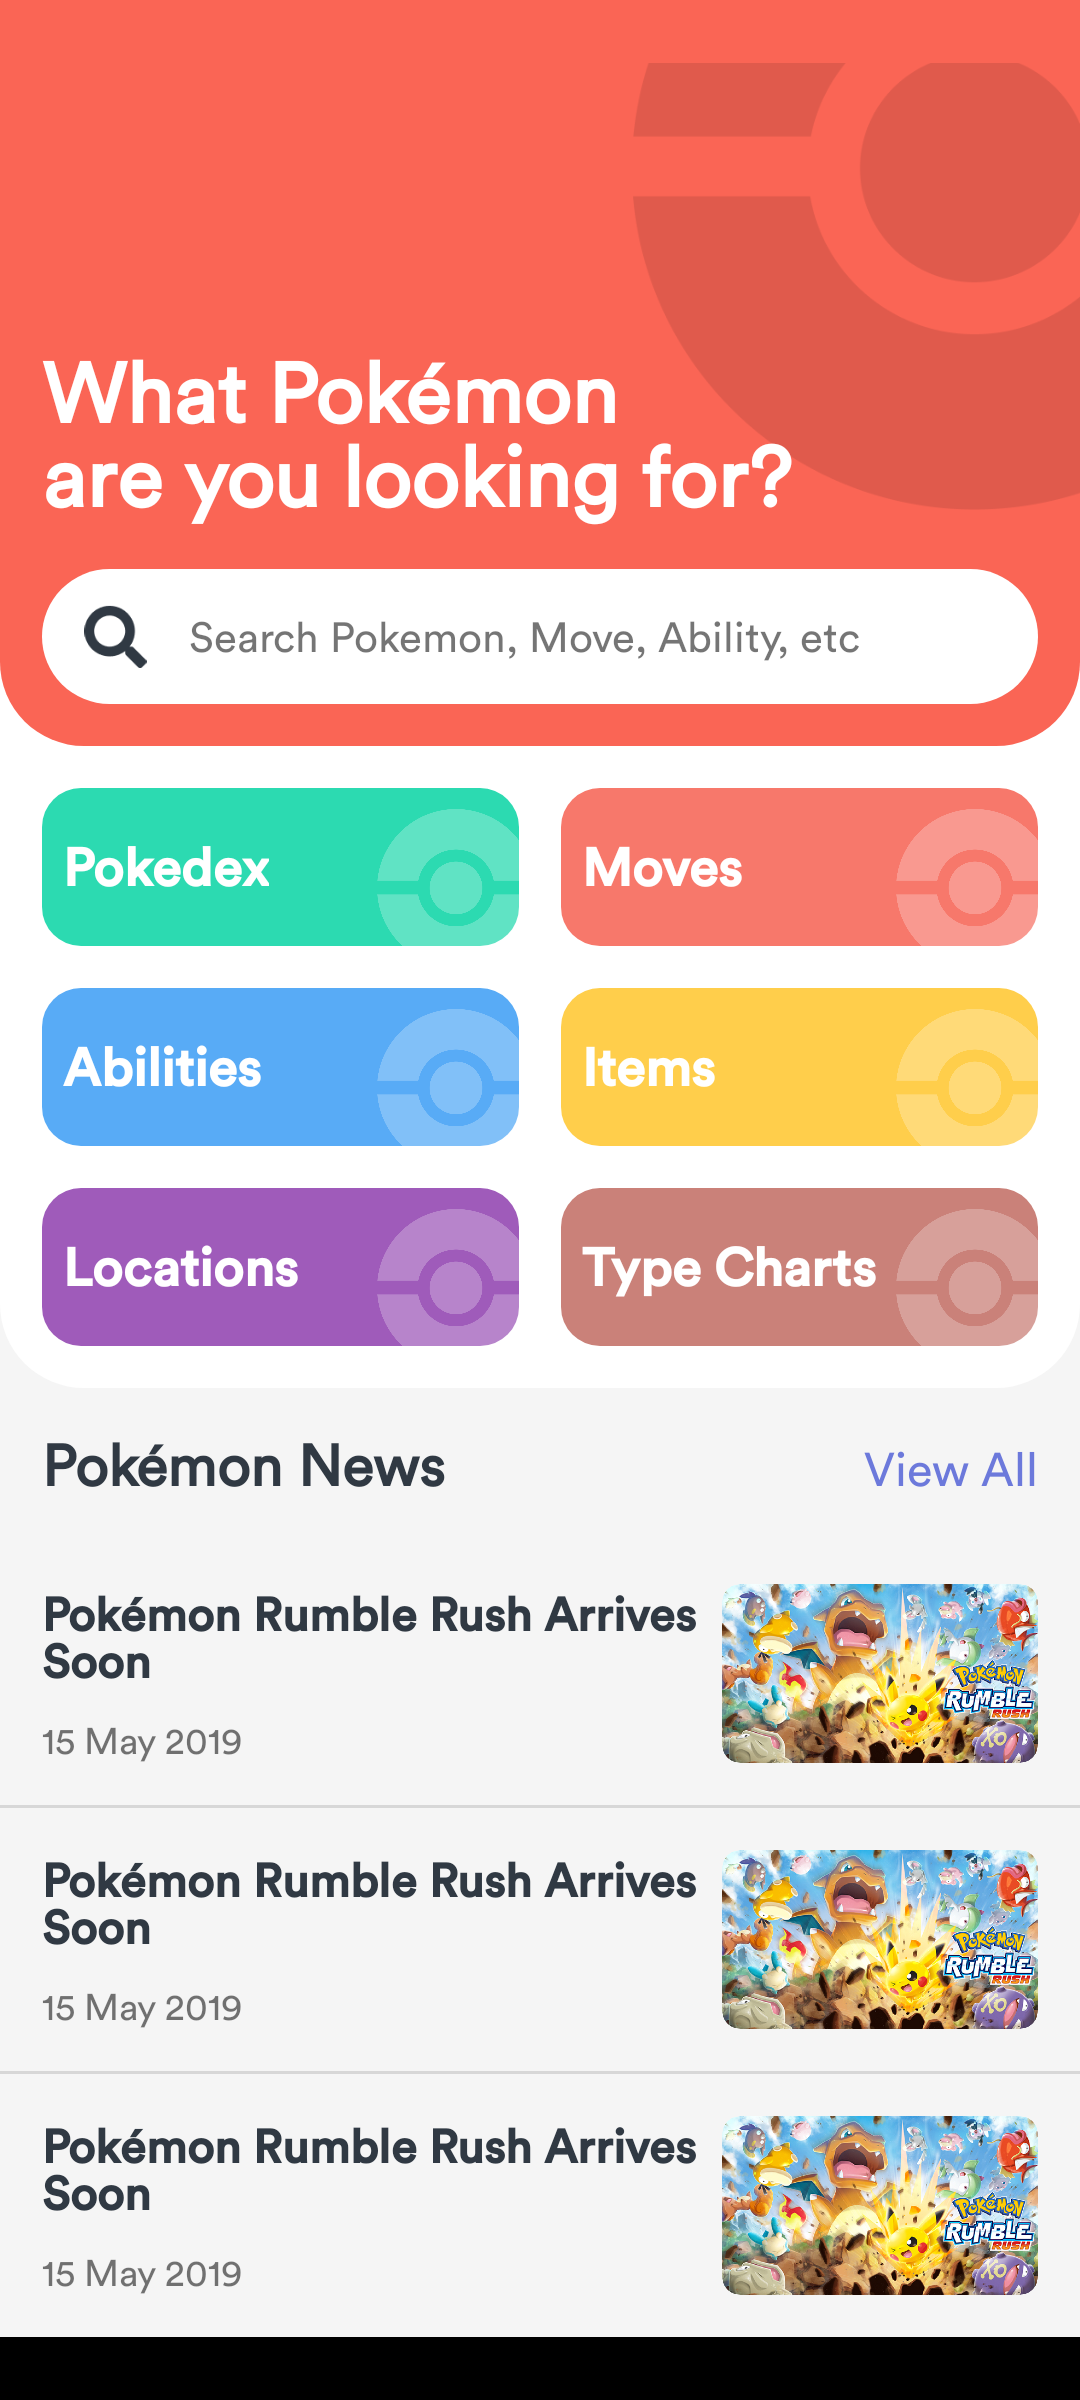 What Pokémon
are you looking for?
Search Pokemon, Move, Ability, etc
Pokedex
Moves
Abilities
Items
Locations
Type Charts
Pokémon News
View All
Pokémon Rumble Rush Arrives
Soon
15 May 2019
POKéMON
RUMBLE
RUSH
Pokémon Rumble Rush Arrives
Soon
15 May 2019
POKéMON
RUMBLE
RUSH
Pokémon Rumble Rush Arrives
Soon
15 May 2019
POKéMON
RUMBLE
RUSH